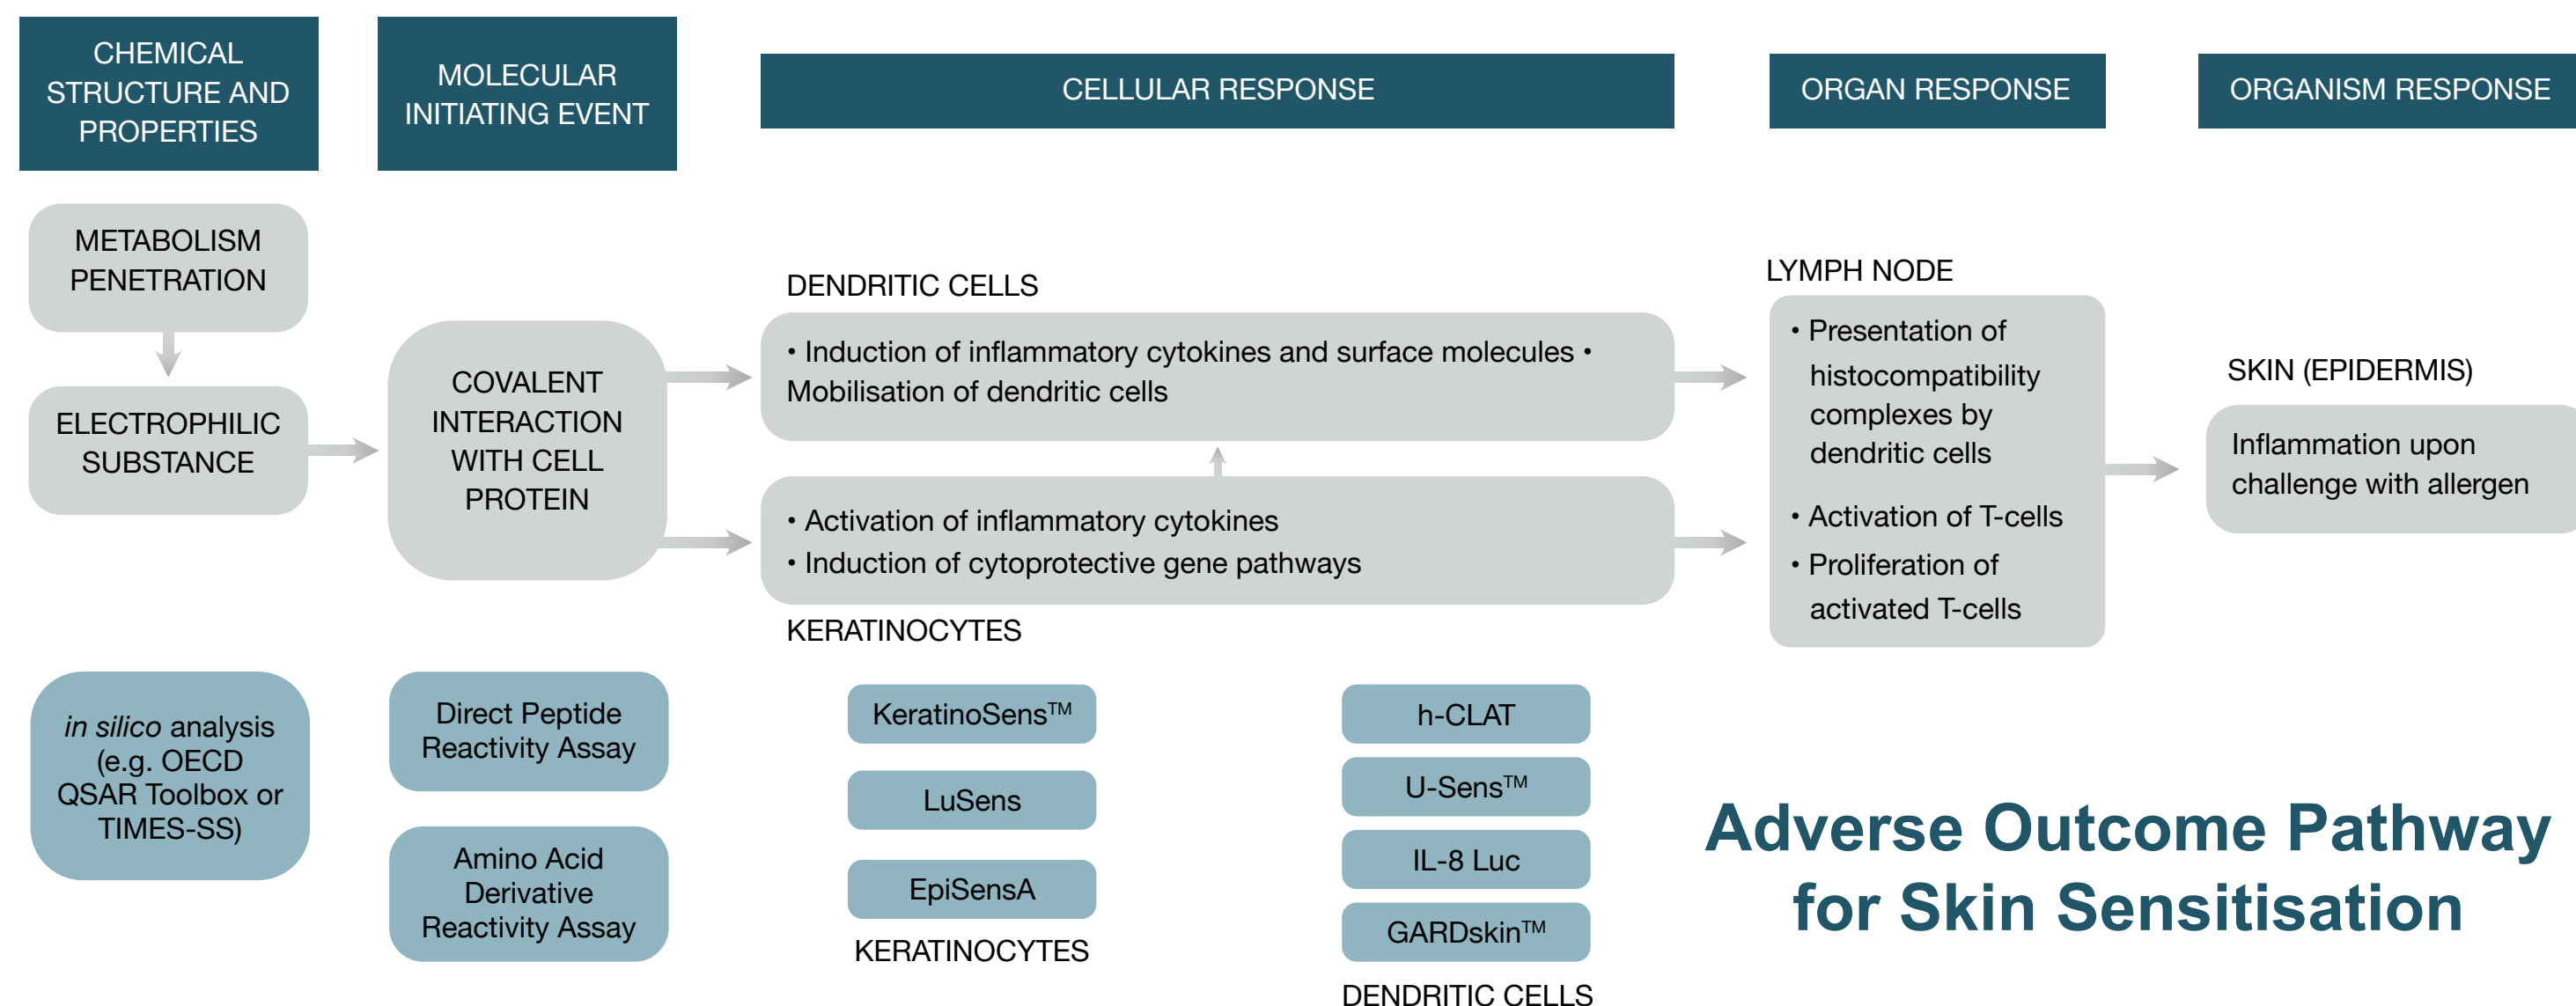 CHEMICAL
STRUCTURE AND
PROPERTIES
MOLECULAR
INITIATING EVENT
CELLULAR RESPONSE
ORGAN RESPONSE
ORGANISM RESPONSE
METABOLISM
PENETRATION
ELECTROPHILIC
SUBSTANCE
COVALENT
INTERACTION
WITH CELL
PROTEIN
DENDRITIC CELLS
• Induction of inflammatory cytokines and surface molecules •
Mobilisation of dendritic cells
• Activation of inflammatory cytokines
• Induction of cytoprotective gene pathways
KERATINOCYTES
LYMPH NODE
• Presentation of
histocompatibility
complexes by
dendritic cells
• Activation of T-cells
• Proliferation of
activated T-cells
SKIN (EPIDERMIS)
Inflammation upon
challenge with allergen
in silico analysis
(e.g. OECD
QSAR Toolbox or
TIMES-SS)
Direct Peptide
Reactivity Assay
Amino Acid
Derivative
Reactivity Assay
KeratinoSens™
LuSens
EpiSensA
KERATINOCYTES
h-CLAT
U-Sens™
IL-8 Luc
GARDskin™
DENDRITIC CELLS
Adverse Outcome Pathway
for Skin Sensitisation